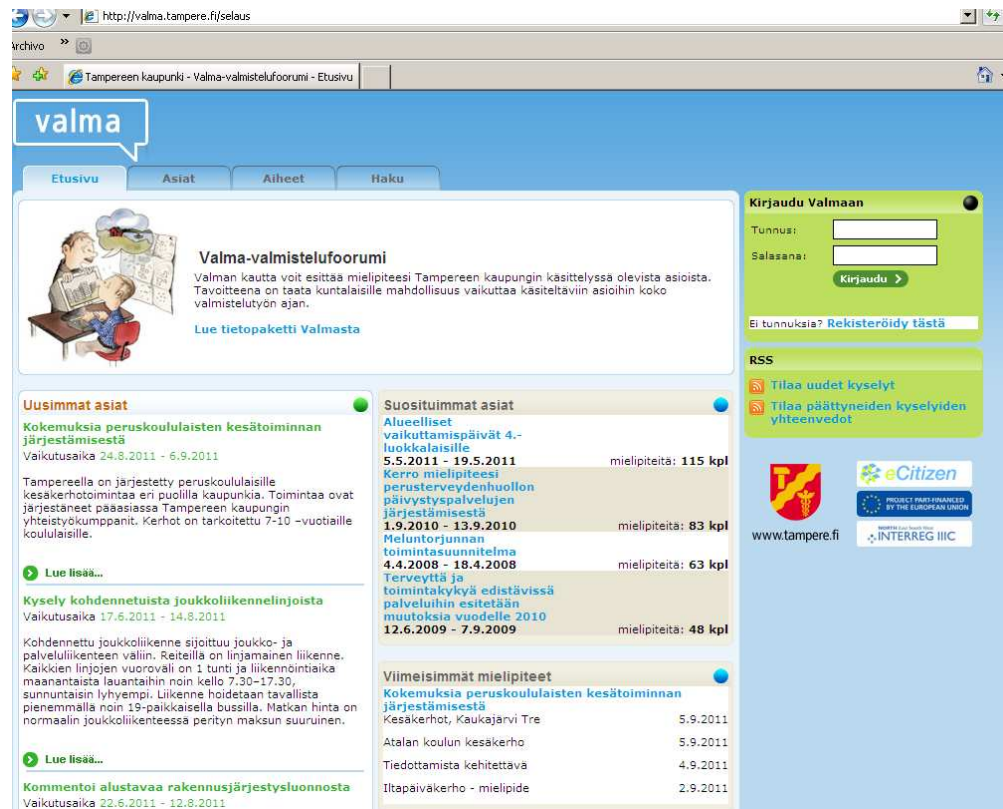 http://valma.tampere.fi/selaus
Archivo »
Tampereen kaupunki - Valma-valmistelufoorumi - Etusivu
valma
Etusivu Asiat Aiheet Haku
Valma-valmistelufoorumi
Valman kautta voit esittää mielipiteesi Tampereen kaupungin käsittelyssä olevista asioista.
Tavoitteena on taata kuntalaisille mahdollisuus vaikuttaa käsiteltäviin asioihin koko
valmistelutyön ajan.
Lue tietopaketti Valmasta
Kirjaudu Valmaan
Tunnus:
Salasana:
Kirjaudu
Ei tunnuksia? Rekisteröidy tästä
RSS
Tilaa uudet kyselyt
Tilaa päättyneiden kyselyiden
yhteenvedot
www.tampere.fi
eCitizen
PROJECT PART-FINANCED
BY THE EUROPEAN UNION
INTERREG IIIC
Uusimmat asiat
Kokemuksia peruskoululaisten kesätoiminnan
järjestämisestä
Vaikutusaika 24.8.2011 - 6.9.2011
Tampereella on järjestetty peruskoululaisille
kesäkerhotoimintaa eri puolilla kaupunkia. Toimintaa ovat
järjestäneet pääasiassa Tampereen kaupungin
yhteistyökumppanit. Kerhot on tarkoitettu 7-10 –vuotiaille
koululaisille.
Lue lisää...
Kysely kohdennetuista joukkoliikennelinjoista
Vaikutusaika 17.6.2011 - 14.8.2011
Kohdennettu joukkoliikenne sijoittuu joukko- ja
palveluliikenteen väliin. Reiteillä on linjamainen liikenne.
Kaikkien linjojen vuoroväli on 1 tunti ja liikennöintiaika
maanantaista lauantaihin noin kello 7.30–17.30,
sunnuntaisin lyhyempi. Liikenne hoidetaan tavallista
pienemmällä noin 19-paikkaisella bussilla. Matkan hinta on
normaalin joukkoliikenteessä perityn maksun suuruinen.
Lue lisää...
Kommentoi alustavaa rakennusjärjestysluonnosta
Vaikutusaika 22.6.2011 - 12.8.2011
Suosituimmat asiat
Alueelliset
vaikuttamispäivät 4.-
luokkalaisille
5.5.2011 - 19.5.2011 mielipiteitä: 115 kpl
Kerro mielipiteesi
perusterveydenhuollon
päivystyspalvelujen
järjestämisestä
1.9.2010 - 13.9.2010 mielipiteitä: 83 kpl
Meluntorjunnan
toimintasuunnitelma
4.4.2008 - 18.4.2008 mielipiteitä: 63 kpl
Terveyttä ja
toimintakykyä edistävissä
palveluihin esitetään
muutoksia vuodelle 2010
12.6.2009 - 7.9.2009 mielipiteitä: 48 kpl
Viimeisimmät mielipiteet
Kokemuksia peruskoululaisten kesätoiminnan
järjestämisestä
Kesäkerhot, Kaukajärvi Tre 5.9.2011
Atalan koulun kesäkerho 5.9.2011
Tiedottamista kehitettävä 4.9.2011
Iltapäiväkerho - mielipide 2.9.2011